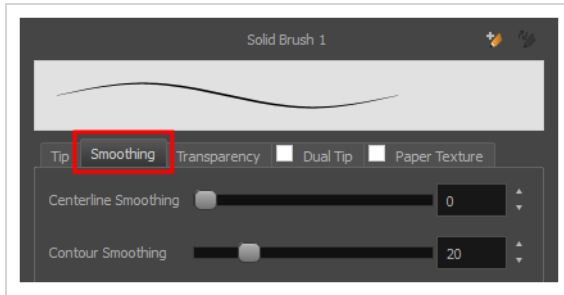 Solid Brush 1
Tip Smoothing Transparency Dual Tip Paper Texture
Centerline Smoothing 0
Contour Smoothing 20